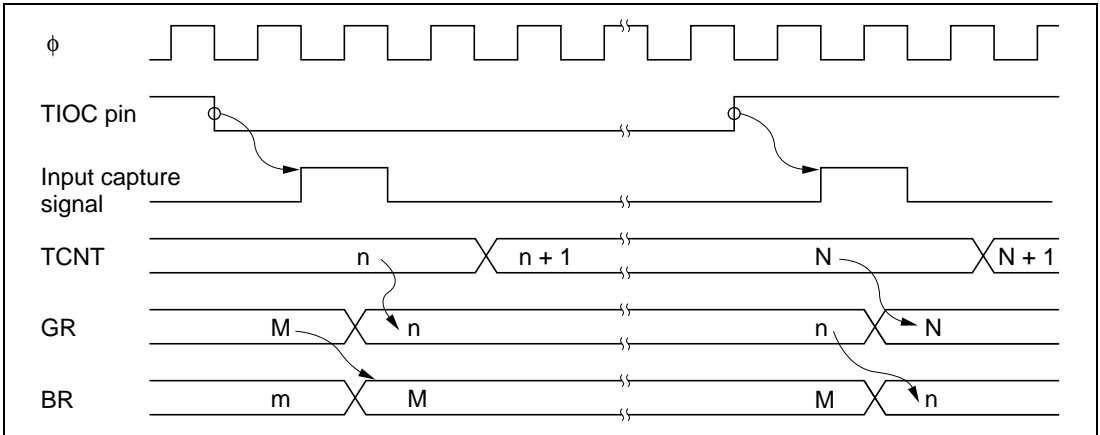 ϕ
TIOC pin
Input capture
signal
TCNT
n
n + 1
N
N + 1
GR
M
n
n
N
BR
m
M
M
n